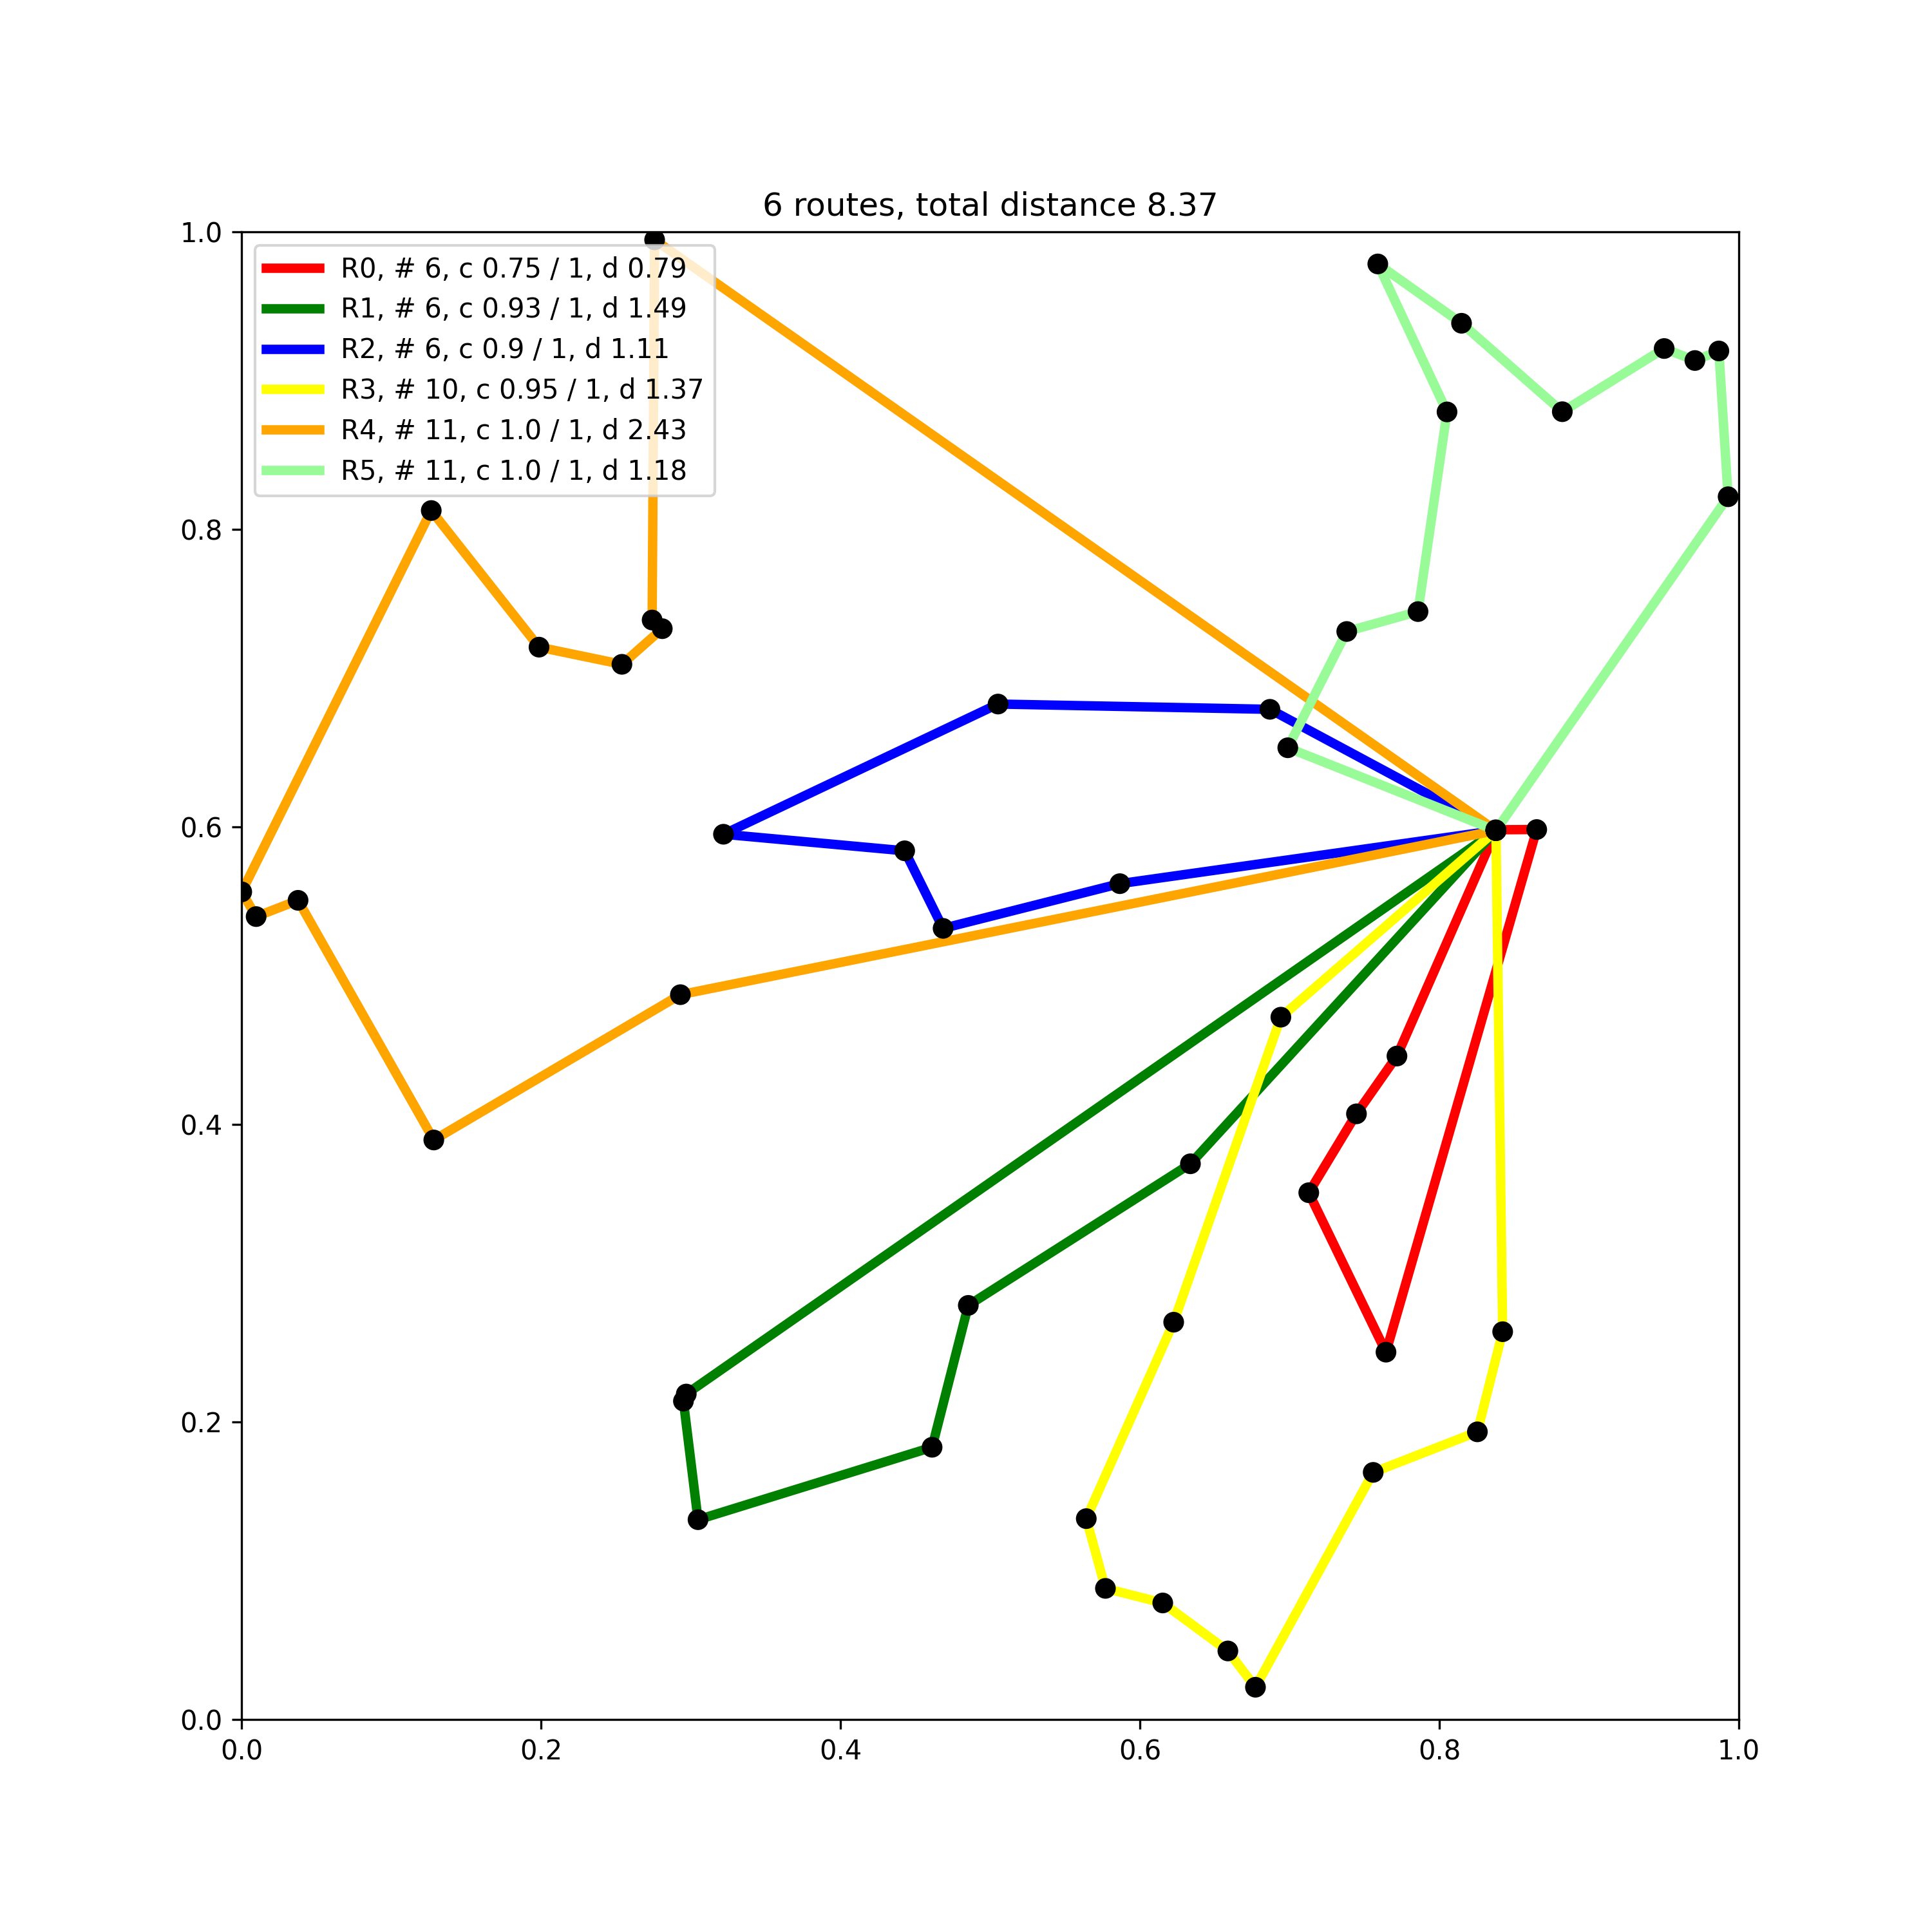 6 routes, total distance 8.37
1.0
R0, # 6, c 0.75 / 1, d 0.79
R1, # 6, c 0.93 / 1, d 1.49
R2, # 6, c 0.9 / 1, d 1.11
R3, # 10, c 0.95 / 1, d 1.37
R4, # 11, c 1.0 / 1, d 2.43
R5, # 11, c 1.0 / 1, d 1.18
0.8
0.6
0.4
0.2
0.0
0.0 0.2 0.4 0.6 0.8 1.0